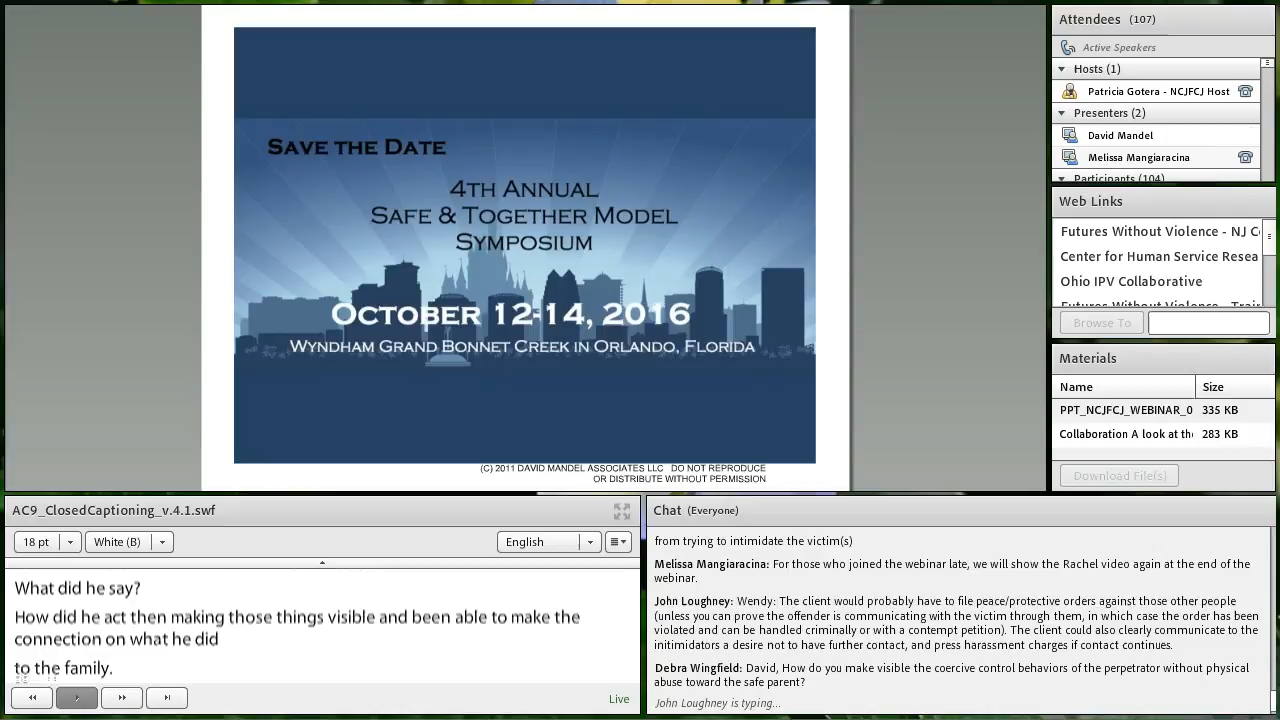 SAVE THE DATE
4TH ANNUAL
SAFE & TOGETHER MODEL
SYMPOSIUM
OCTOBER 12-14, 2016
WYNDHAM GRAND BONNET CREEK IN ORLANDO, FLORIDA
(C) 2011 DAVID MANDEL ASSOCIATES LLC DO NOT REPRODUCE
OR DISTRIBUTE WITHOUT PERMISSION
Attendees (107)
Active Speakers
Hosts (1)
Patricia Gotera - NCJFCJ Host
Presenters (2)
David Mandel
Melissa Mangiaracina
Participants (104)
Web Links
Futures Without Violence - NJ C
Center for Human Service Resea
Ohio IPV Collaborative
Futures Without Violence - Trai
Browse To
Materials
Name Size
PPT_NCJFCJ_WEBINAR_0 335 KB
Collaboration A look at the 283 KB
Download File(s)
AC9_ClosedCaptioning_v.4.1.swf
18 pt White (B) English
What did he say?
How did he act then making those things visible and been able to make the
connection on what he did
to the family.
Live
Chat (Everyone)
from trying to intimidate the victim(s)
Melissa Mangiaracina: For those who joined the webinar late, we will show the Rachel video again at the end of the
webinar.
John Loughney: Wendy: The client would probably have to file peace/protective orders against those other people
(unless you can prove the offender is communicating with the victim through them, in which case the order has been
violated and can be handled criminally or with a contempt petition). The client could also clearly communicate to the
initimidators a desire not to have further contact, and press harassment charges if contact continues.
Debra Wingfield: David, How do you make visible the coercive control behaviors of the perpetrator without physical
abuse toward the safe parent?
John Loughney is typing...